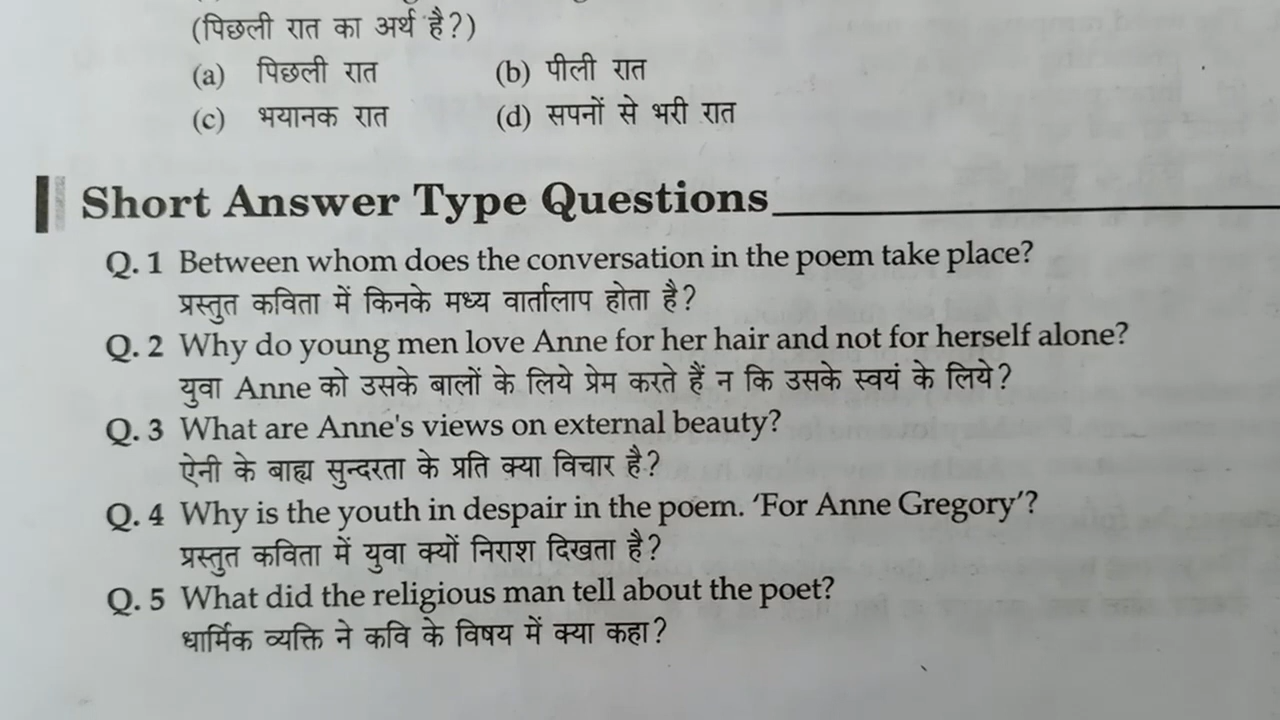 (पिछली रात का अर्थ है?)
(a) पिछली रात (b) पीली रात
(c) भयानक रात (d) सपनों से भरी रात
Short Answer Type Questions
Q. 1 Between whom does the conversation in the poem take place?
प्रस्तुत कविता में किनके मध्य वार्तालाप होता है?
Q. 2 Why do young men love Anne for her hair and not for herself alone?
युवा Anne को उसके बालों के लिये प्रेम करते हैं न कि उसके स्वयं के लिये?
Q. 3 What are Anne's views on external beauty?
ऐनी के बाह्य सुन्दरता के प्रति क्या विचार है?
Q. 4 Why is the youth in despair in the poem. ‘For Anne Gregory’?
प्रस्तुत कविता में युवा क्यों निराश दिखता है?
Q. 5 What did the religious man tell about the poet?
धार्मिक व्यक्ति ने कवि के विषय में क्या कहा?